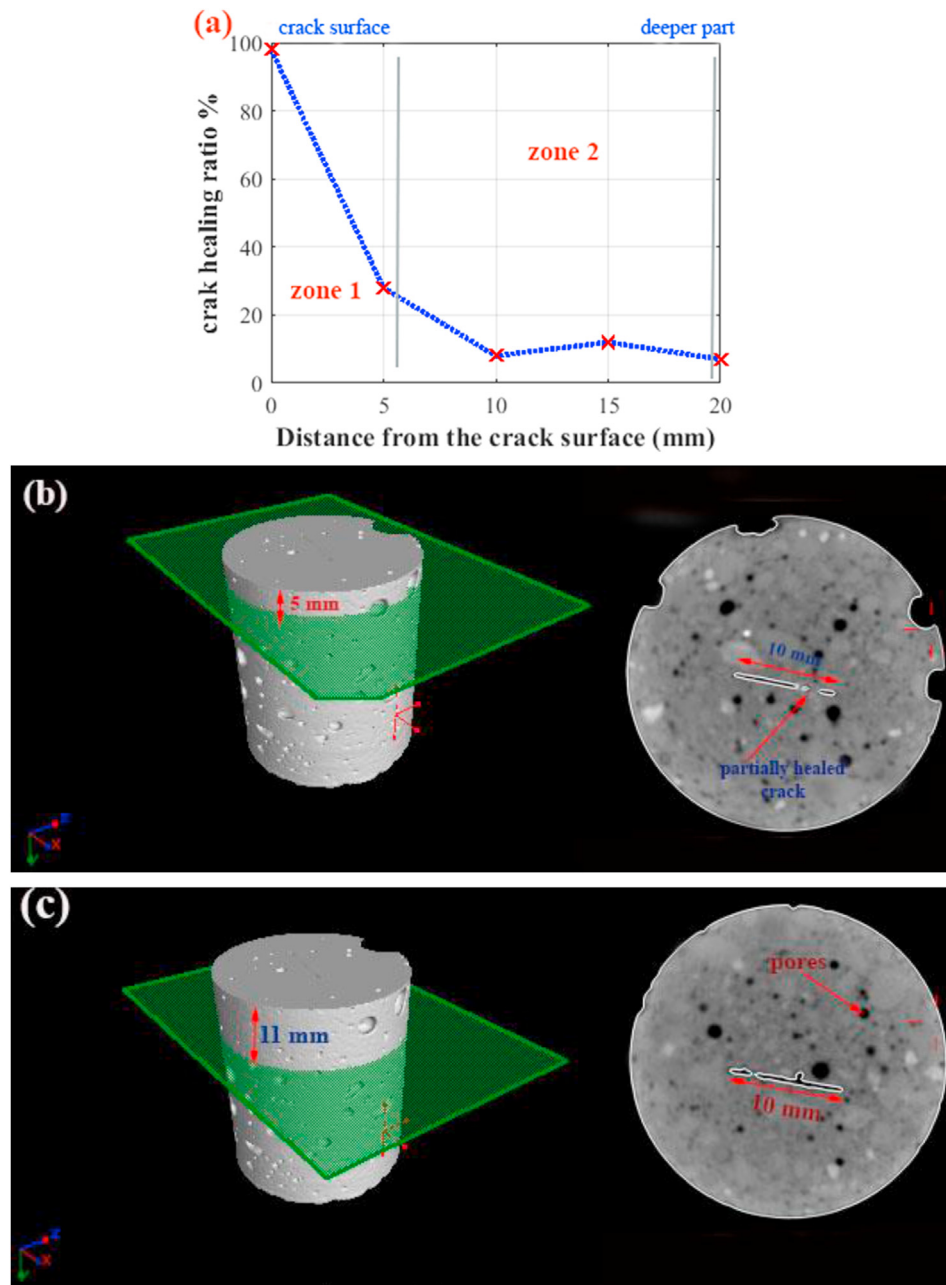 (a)
crack surface
deeper part
100
80
60
40
20
0
crak healing ratio %
zone 1
zone 2
0
5
10
15
20
Distance from the crack surface (mm)
(b)
5 mm
X
10 mm
partially healed
crack
(c)
11 mm
Z
X
pores
10 mm